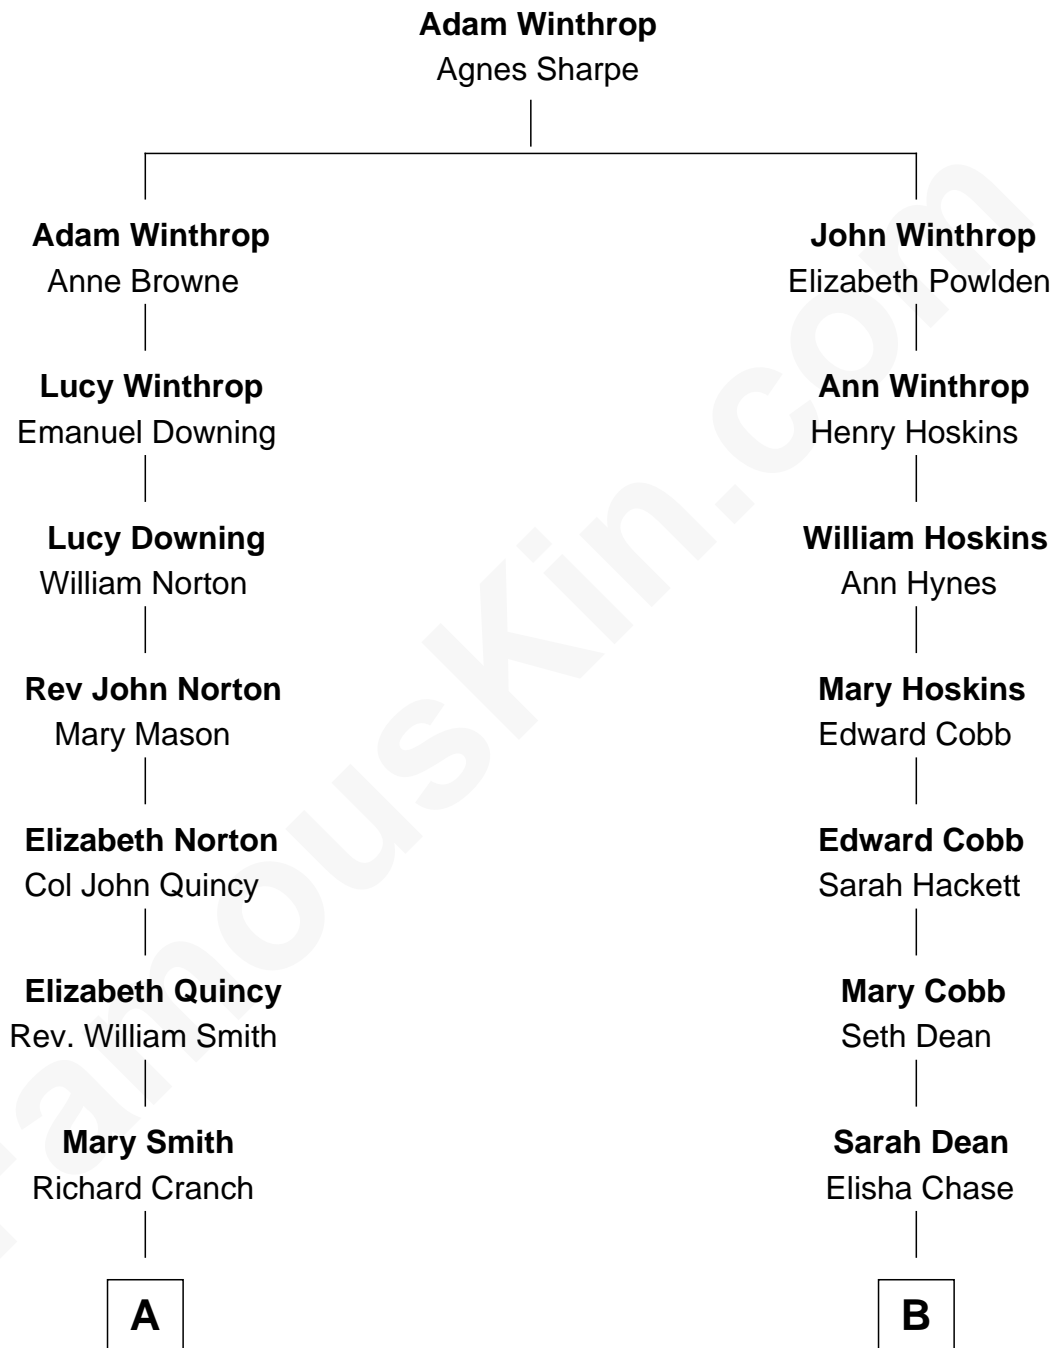 Adam Winthrop
Agnes Sharpe
Adam Winthrop
Anne Browne
Lucy Winthrop
Emanuel Downing
Lucy Downing
William Norton
Rev John Norton
Mary Mason
Elizabeth Norton
Col John Quincy
Elizabeth Quincy
Rev. William Smith
Mary Smith
Richard Cranch
A
John Winthrop
Elizabeth Powlden
Ann Winthrop
Henry Hoskins
William Hoskins
Ann Hynes
Mary Hoskins
Edward Cobb
Edward Cobb
Sarah Hackett
Mary Cobb
Seth Dean
Sarah Dean
Elisha Chase
B
FamousKin.com